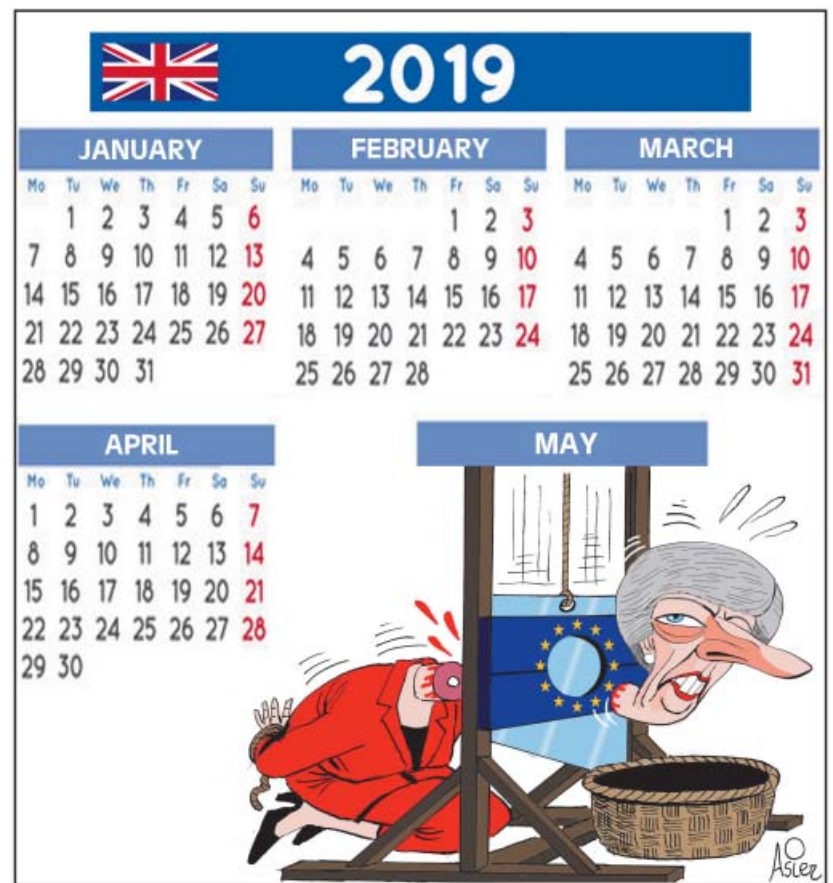 2019
JANUARY
Mo Tu We Th Fr Sa Su
1 2 3 4 5 6
7 8 9 10 11 12 13
14 15 16 17 18 19 20
21 22 23 24 25 26 27
28 29 30 31
FEBRUARY
Mo Tu We Th Fr Sa Su
1 2 3
4 5 6 7 8 9 10
11 12 13 14 15 16 17
18 19 20 21 22 23 24
25 26 27 28
MARCH
Mo Tu We Th Fr Sa Su
1 2 3
4 5 6 7 8 9 10
11 12 13 14 15 16 17
18 19 20 21 22 23 24
25 26 27 28 29 30 31
APRIL
Mo Tu We Th Fr Sa Su
1 2 3 4 5 6 7
8 9 10 11 12 13 14
15 16 17 18 19 20 21
22 23 24 25 26 27 28
29 30
MAY
Asier